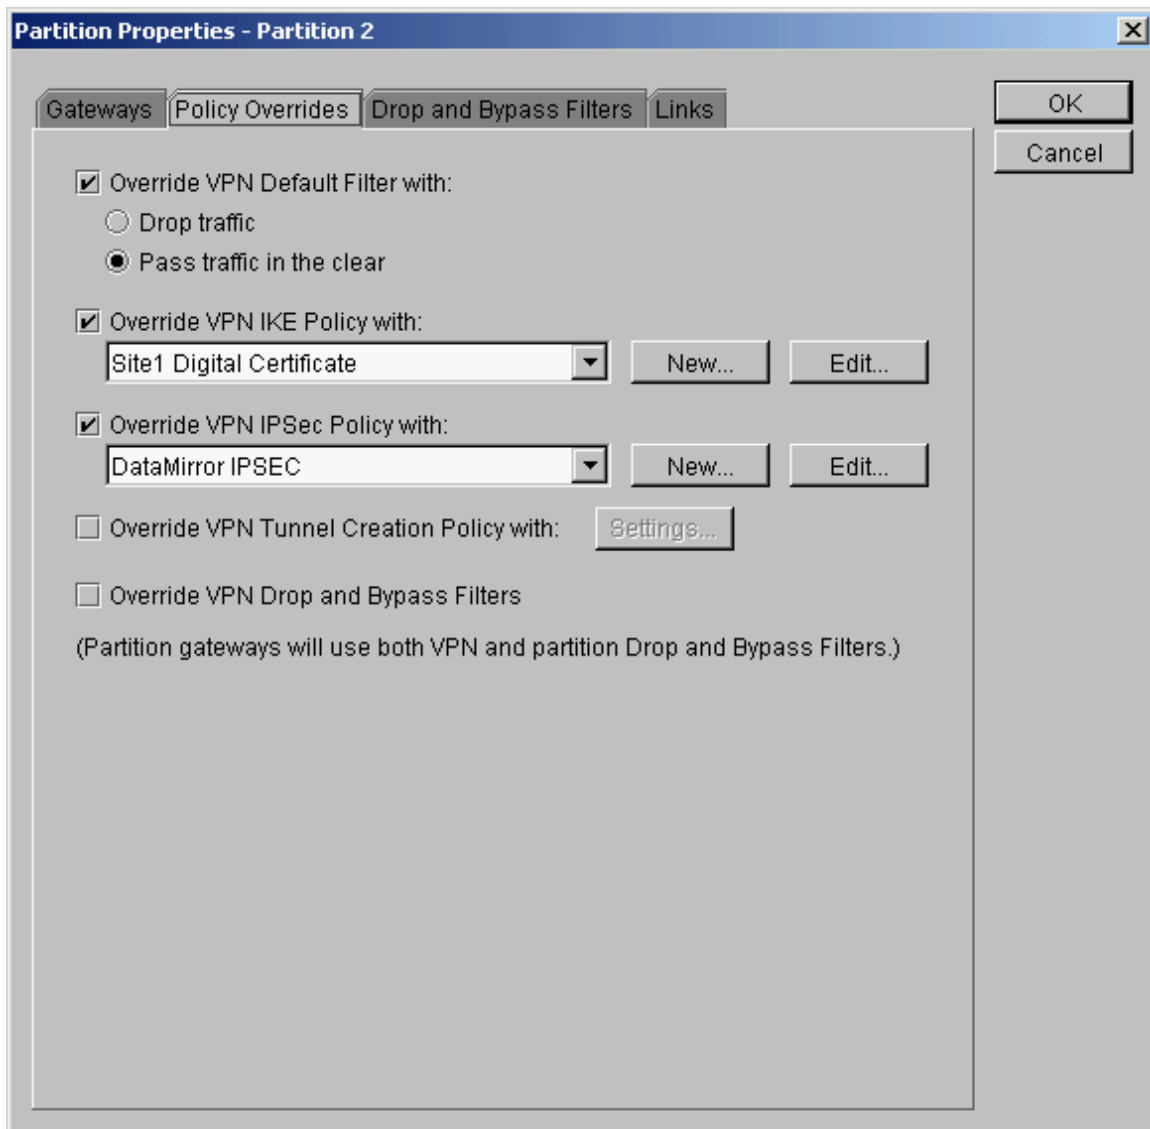 Partition Properties - Partition 2
Gateways Policy Overrides Drop and Bypass Filters Links
OK
Cancel
Override VPN Default Filter with:
Drop traffic
Pass traffic in the clear
Override VPN IKE Policy with:
Site1 Digital Certificate New... Edit...
Override VPN IPSec Policy with:
DataMirror IPSEC New... Edit...
Override VPN Tunnel Creation Policy with: Settings...
Override VPN Drop and Bypass Filters
(Partition gateways will use both VPN and partition Drop and Bypass Filters.)